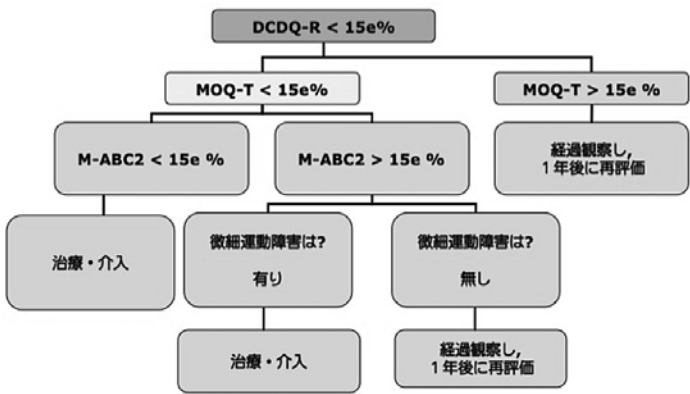 DCDQ-R < 15e%
MOQ-T < 15e%
MOQ-T > 15e %
M-ABC2 < 15e %
M-ABC2 > 15e %
経過観察し,
1年後に再評価
治療・介入
微細運動障害は?
有り
微細運動障害は?
無し
治療・介入
経過観察し,
1年後に再評価